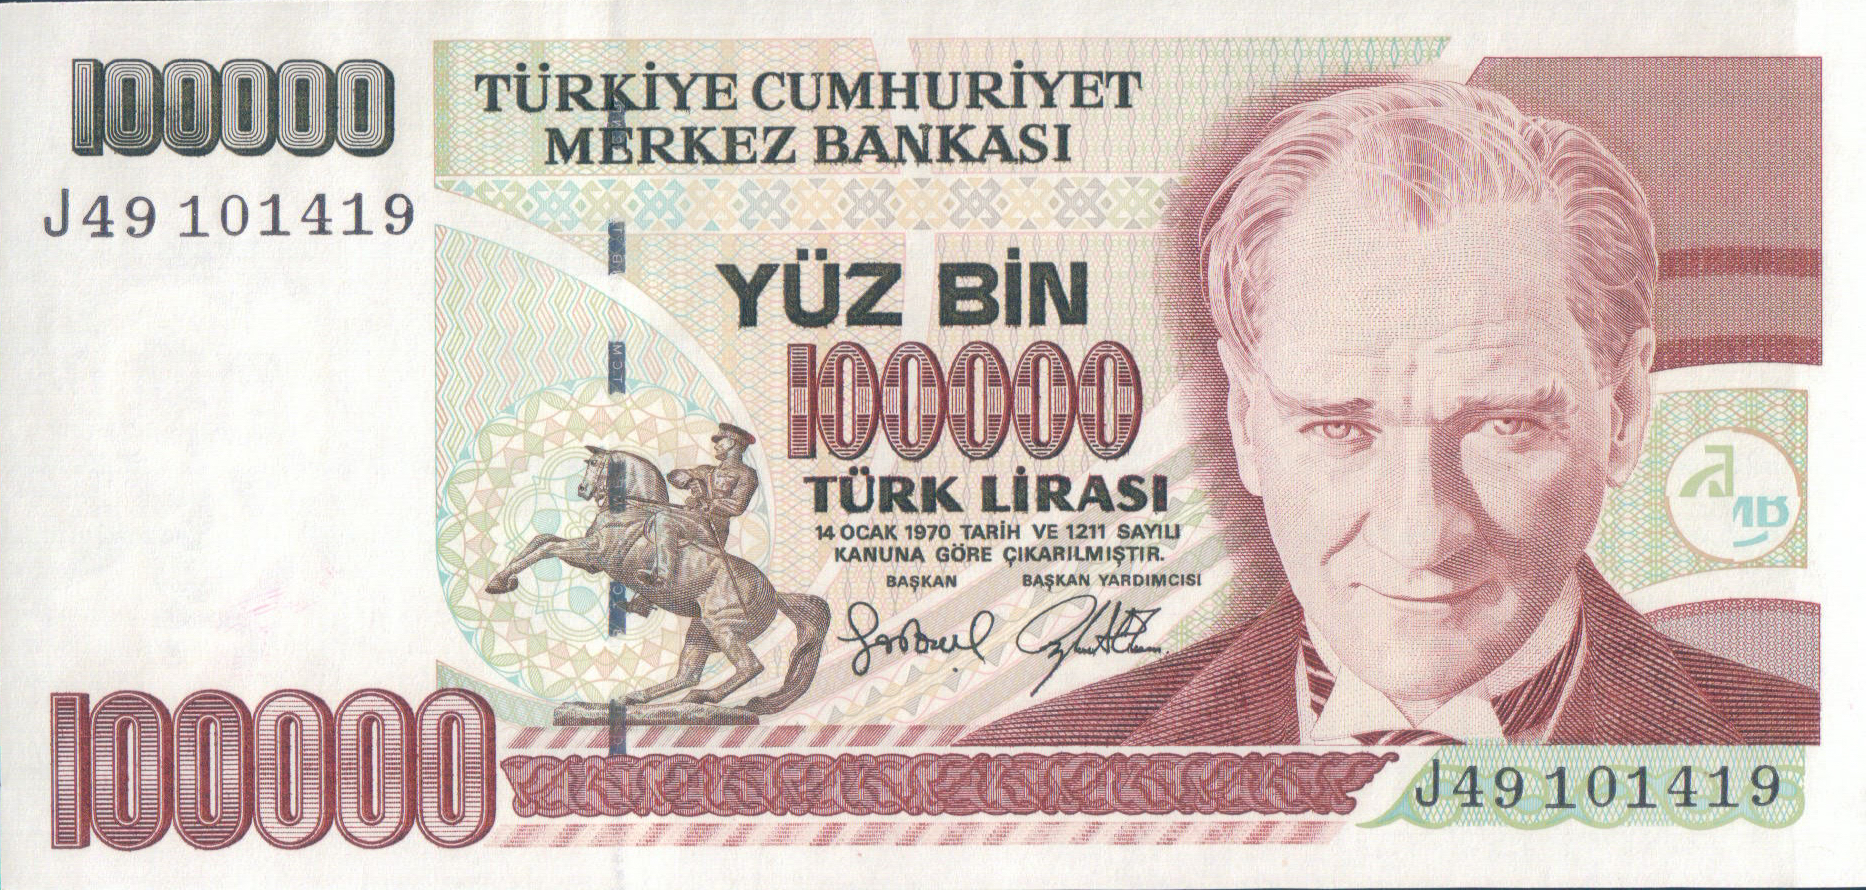 100000
TÜRKİYE CUMHURİYET
MERKEZ BANKASI
J49 101419
YÜZ BİN
100000
TÜRK LİRASI
14 OCAK 1970 TARİH VE 1211 SAYILI
KANUNA GÖRE ÇIKARILMIŞTIR.
BAŞKAN BAŞKAN YARDIMCISI
100000
J49 101419